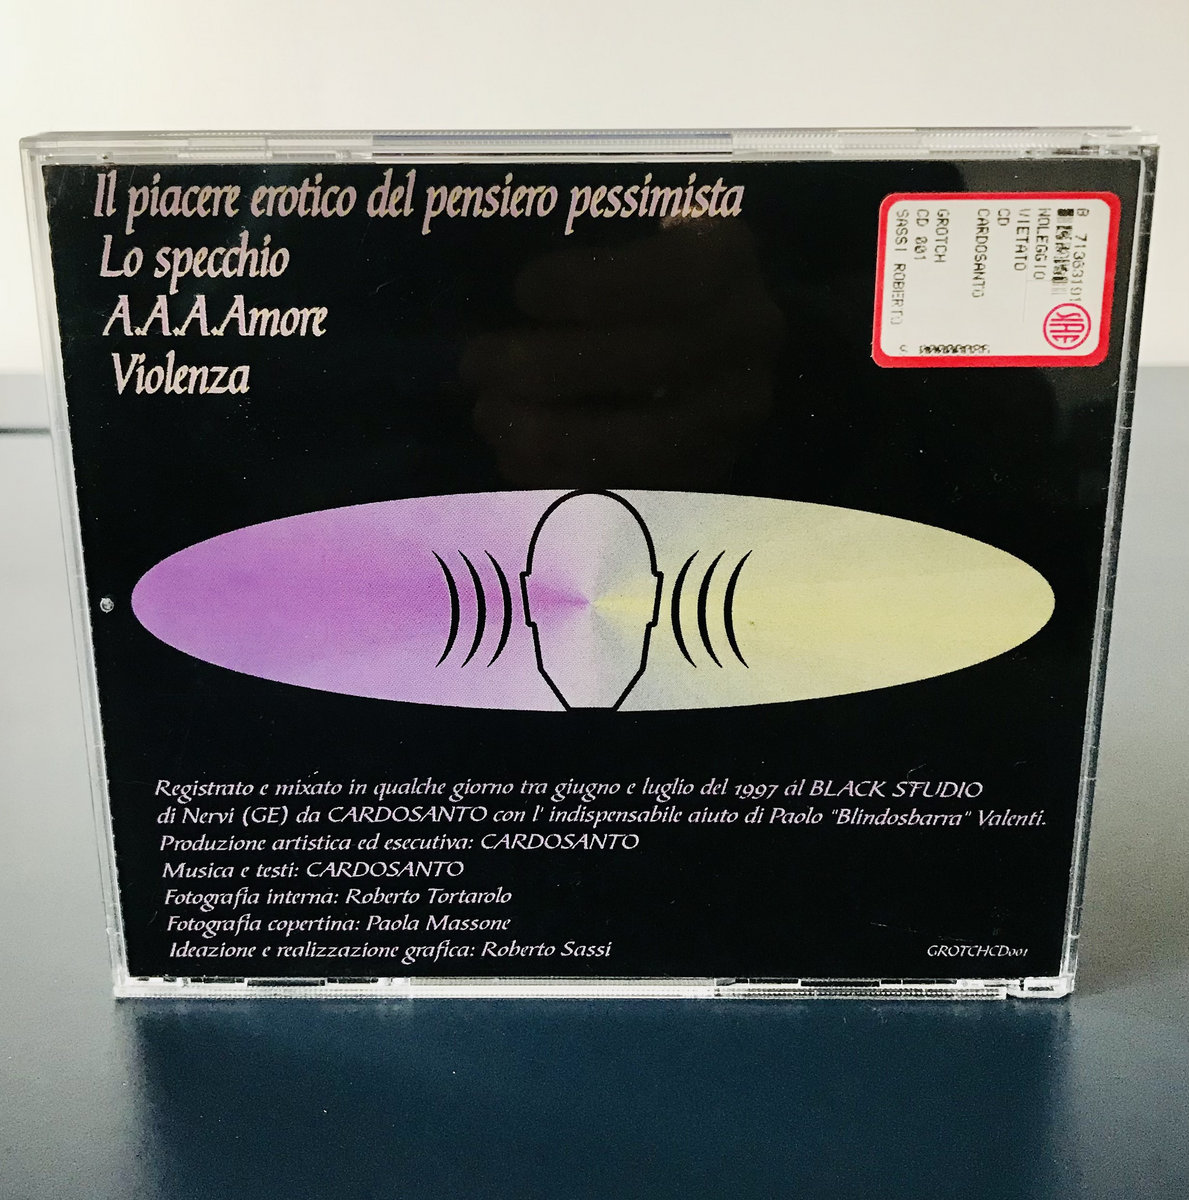 Il piacere erotico del pensiero pessimista
Lo specchio
A.A.A.Amore
Violenza
NOLEGGIO
VIETATO
CD
CARDOSANTO
GROTCH
CD 001
SASSI ROBERTO
SIAE
Registrato e mixato in qualche giorno tra giugno e luglio del 1997 al BLACK STUDIO
di Nervi (GE) da CARDOSANTO con l' indispensabile aiuto di Paolo "Blindosbarra" Valenti.
Produzione artistica ed esecutiva: CARDOSANTO
Musica e testi: CARDOSANTO
Fotografia interna: Roberto Tortarolo
Fotografia copertina: Paola Massone
Ideazione e realizzazione grafica: Roberto Sassi
GROTCHCD001